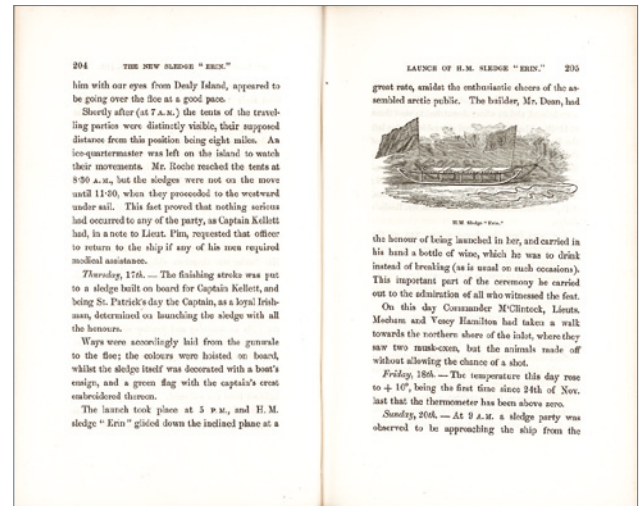 204 THE NEW SLEDGE "ERIN."
him with our eyes from Dealy Island, appeared to
be going over the floe at a good pace.
Shortly after (at 7 A.M.) the tents of the travel-
ling parties were distinctly visible, their supposed
distance from this position being eight miles. An
ice-quartermaster was left on the island to watch
their movements. Mr. Roche reached the tents at
8·30 A.M., but the sledges were not on the move
until 11·30, when they proceeded to the westward
under sail. This fact proved that nothing serious
had occurred to any of the party, as Captain Kellett
had, in a note to Lieut. Pim, requested that officer
to return to the ship if any of his men required
medical assistance.
Thursday, 17th. — The finishing stroke was put
to a sledge built on board for Captain Kellett, and
being St. Patrick's day the Captain, as a loyal Irish-
man, determined on launching the sledge with all
the honours.
Ways were accordingly laid from the gunwale
to the floe; the colours were hoisted on board,
whilst the sledge itself was decorated with a boat's
ensign, and a green flag with the captain's crest
embroidered thereon.
The launch took place at 5 P.M., and H.M.
sledge "Erin" glided down the inclined plane at a
LAUNCH OF H.M. SLEDGE "ERIN." 205
great rate, amidst the enthusiastic cheers of the as-
sembled arctic public. The builder, Mr. Dean, had
H.M. Sledge "Erin."
the honour of being launched in her, and carried in
his hand a bottle of wine, which he was to drink
instead of breaking (as is usual on such occasions).
This important part of the ceremony he carried
out to the admiration of all who witnessed the feat.
On this day Commander M'Clintock, Lieuts.
Mecham and Vesey Hamilton had taken a walk
towards the northern shore of the inlet, where they
saw two musk-oxen, but the animals made off
without allowing the chance of a shot.
Friday, 18th. — The temperature this day rose
to + 10°, being the first time since 24th of Nov.
last that the thermometer has been above zero.
Sunday, 20th. — At 9 A.M. a sledge party was
observed to be approaching the ship from the